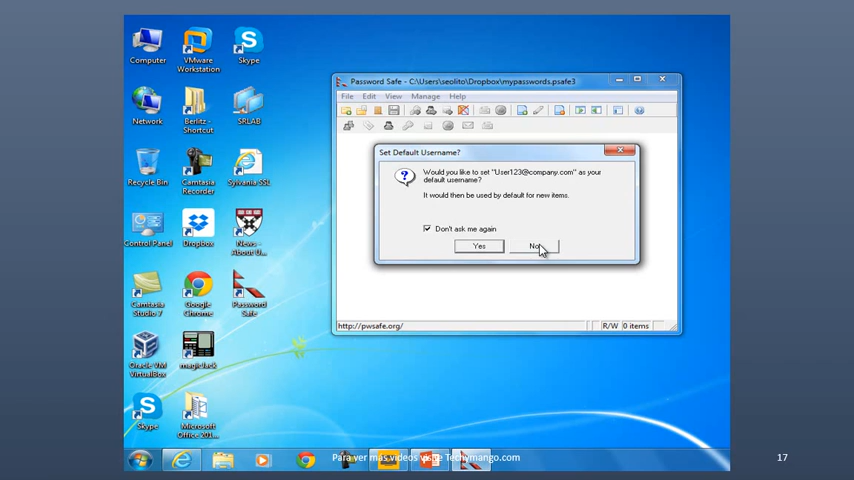 Computer
VMware
Workstation
Skype
Network
Berlitz -
Shortcut
SRLAB
Recycle Bin
Camtasia
Recorder
Sylvania SSL
Control Panel
Dropbox
News -
About U...
Camtasia
Studio 7
Google
Chrome
Password
Safe
Oracle VM
VirtualBox
magicJack
Skype
Microsoft
Office 201...
Password Safe - C:\Users\seolito\Dropbox\mypasswords.psafe3
File Edit View Manage Help
Set Default Username?
Would you like to set "User123@company.com" as your
default username?
It would then be used by default for new items.
Don't ask me again
Yes No
http://pwsafe.org/ R/W 0 items
Para ver más videos visite Techymango.com
17